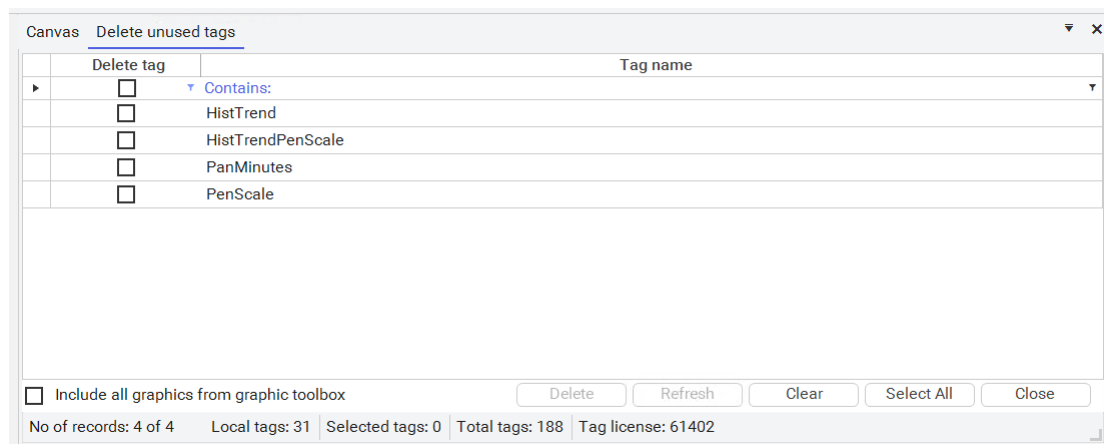 Canvas Delete unused tags
Delete tag Tag name
Contains:
HistTrend
HistTrendPenScale
PanMinutes
PenScale
Include all graphics from graphic toolbox Delete Refresh Clear Select All Close
No of records: 4 of 4 Local tags: 31 Selected tags: 0 Total tags: 188 Tag license: 61402